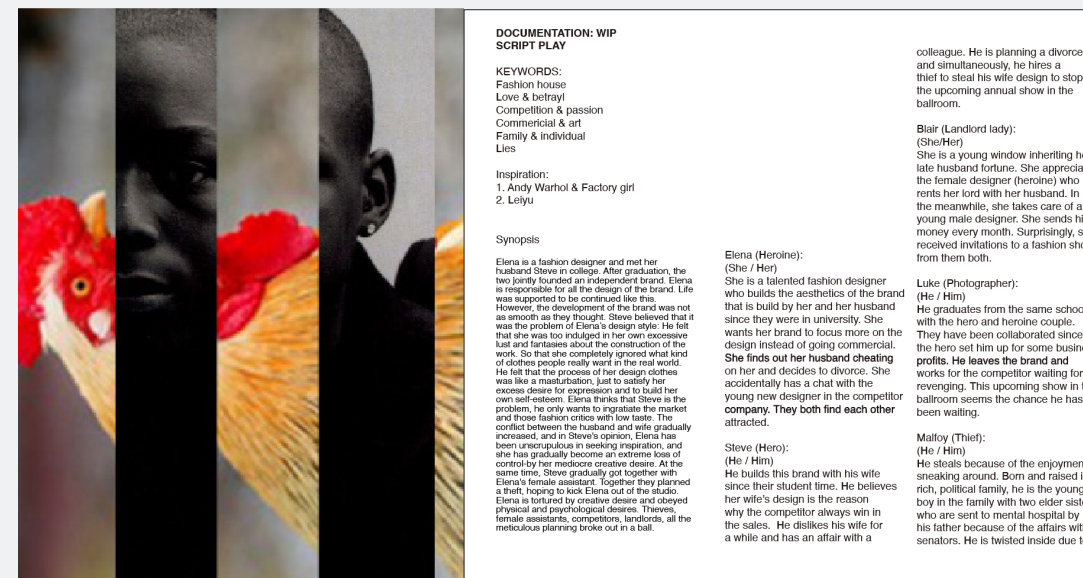 DOCUMENTATION: WIP
SCRIPT PLAY
KEYWORDS:
Fashion house
Love & betrayl
Competition & passion
Commericial & art
Family & individual
Lies
Inspiration:
1. Andy Warhol & Factory girl
2. Leiyu
Synopsis
Elena is a fashion designer and met her
husband Steve in college. After graduation, the
two jointly founded an independent brand. Elena
is responsible for all the design of the brand. Life
was supported to be continued like this.
However, the development of the brand was not
as smooth as they thought. Steve believed that it
was the problem of Elena's design style: He felt
that she was too indulged in her own excessive
lust and fantasies about the construction of the
work. So that she completely ignored what kind
of clothes people really want in the real world.
He felt that the process of her design clothes
was like a masturbation, just to satisfy her
excess desire for expression and to build her
own self-esteem. Elena thinks that Steve is the
problem, he only wants to ingratiate the market
and those fashion critics with low taste. The
conflict between the husband and wife gradually
increased, and in Steve's opinion, Elena has
been unscrupulous in seeking inspiration, and
she has gradually become an extreme loss of
control-by her mediocre creative desire. At the
same time, Steve gradually got together with
Elena's female assistant. Together they planned
a theft, hoping to kick Elena out of the studio.
Elena is tortured by creative desire and obeyed
physical and psychological desires. Thieves,
female assistants, competitors, landlords, all the
meticulous planning broke out in a ball.
Elena (Heroine):
(She / Her)
She is a talented fashion designer
who builds the aesthetics of the brand
that is build by her and her husband
since they were in university. She
wants her brand to focus more on the
design instead of going commercial.
She finds out her husband cheating
on her and decides to divorce. She
accidentally has a chat with the
young new designer in the competitor
company. They both find each other
attracted.
Steve (Hero):
(He / Him)
He builds this brand with his wife
since their student time. He believes
her wife's design is the reason
why the competitor always win in
the sales. He dislikes his wife for
a while and has an affair with a
colleague. He is planning a divorce
and simultaneously, he hires a
thief to steal his wife design to stop
the upcoming annual show in the
ballroom.
Blair (Landlord lady):
(She/Her)
She is a young window inheriting
late husband fortune. She
the female designer (heroine) who
rents her lord with her husband. In
the meanwhile, she takes care of a
young male designer. She sends
money every month. Surprisingly,
received invitations to a fashion
from them both.
Luke (Photographer):
(He / Him)
He graduates from the same
with the hero and heroine couple.
They have been collaborated since
the hero set him up for some
profits. He leaves the brand and
works for the competitor waiting for
revenging. This upcoming show in
ballroom seems the chance he has
been waiting.
Malfoy (Thief):
(He / Him)
He steals because of the
sneaking around. Born and raised
rich, political family, he is the
boy in the family with two elder
who are sent to mental hospital by
his father because of the affairs
senators. He is twisted inside due